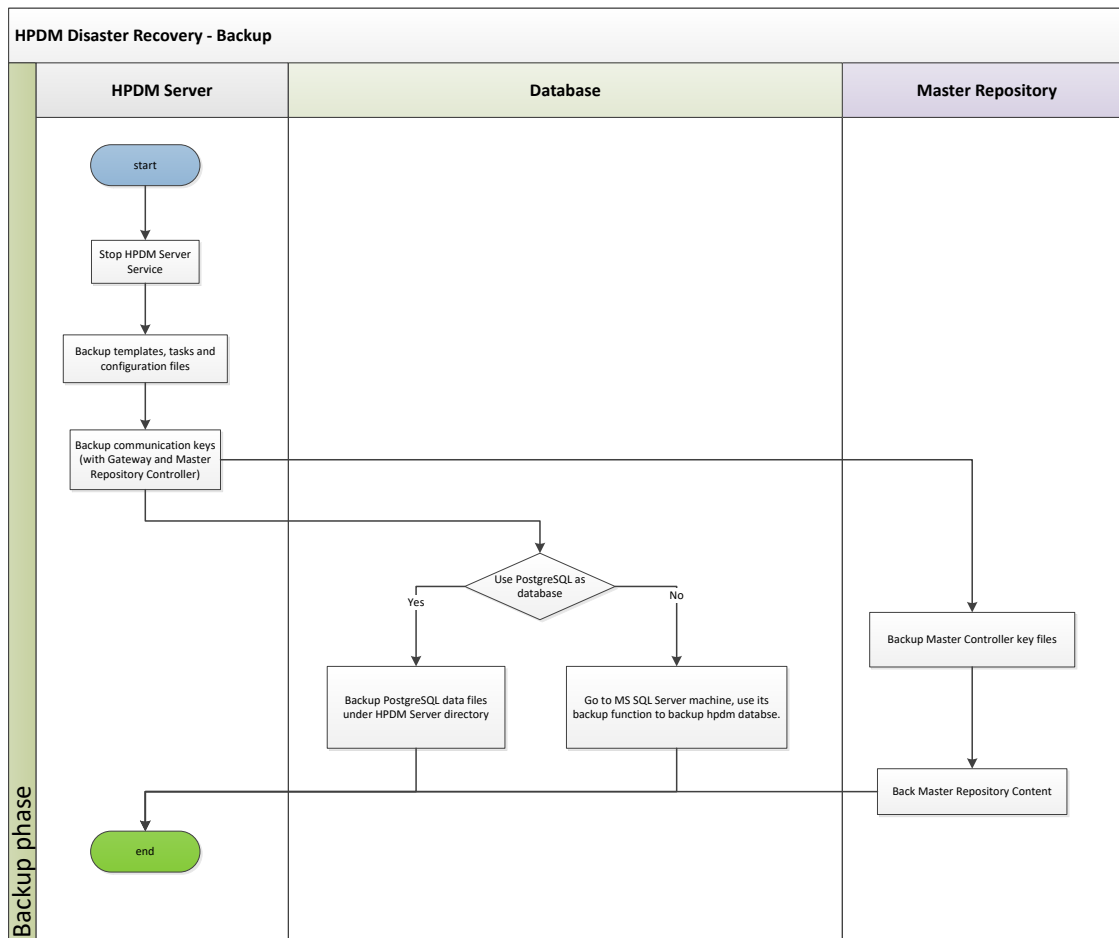 HPDM Disaster Recovery - Backup
HPDM Server
Database
Master Repository
start
Stop HPDM Server
Service
Backup templates, tasks and
configuration files
Backup communication keys
(with Gateway and Master
Repository Controller)
Use PostgreSQL as
database
Yes
No
Backup Master Controller key files
Backup PostgreSQL data files
under HPDM Server directory
Go to MS SQL Server machine, use its
backup function to backup hpdm databse.
Back Master Repository Content
end
Backup phase